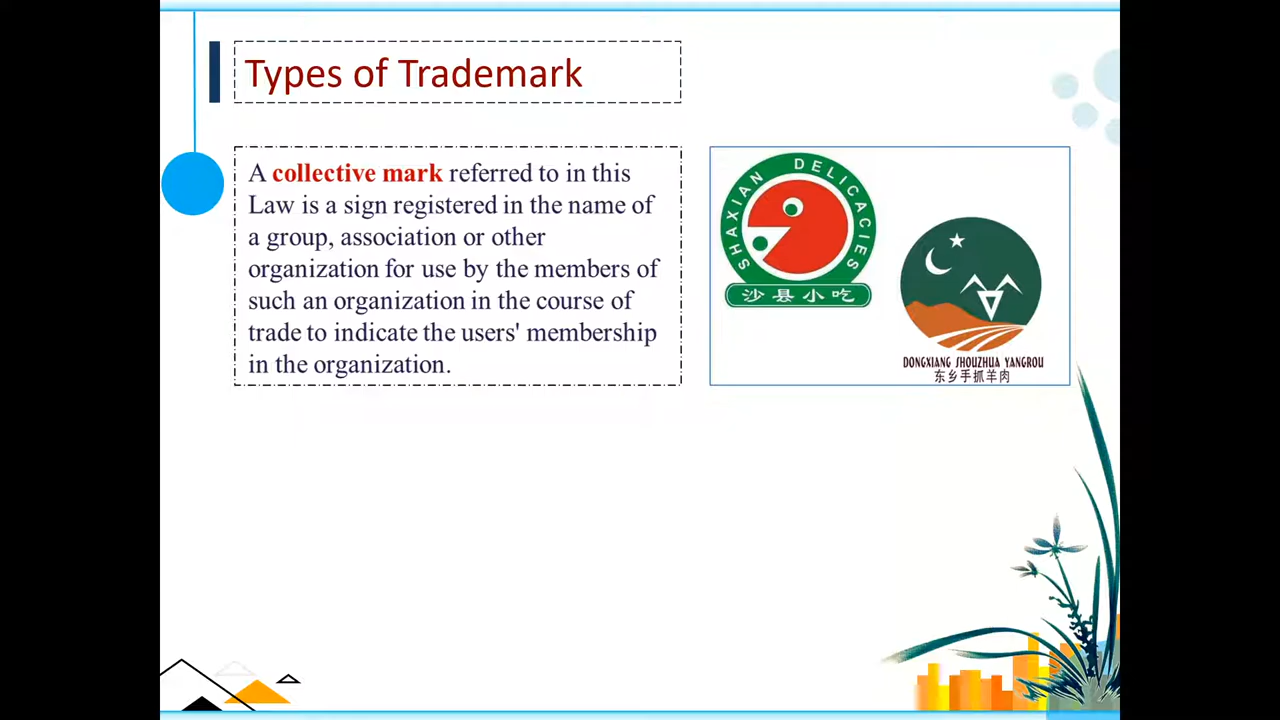 Types of Trademark
A collective mark referred to in this
Law is a sign registered in the name of
a group, association or other
organization for use by the members of
such an organization in the course of
trade to indicate the users' membership
in the organization.
SHAXIAN DELICACIES
沙县小吃
DONGXIANG SHOUZHUA YANGROU
东乡手抓羊肉